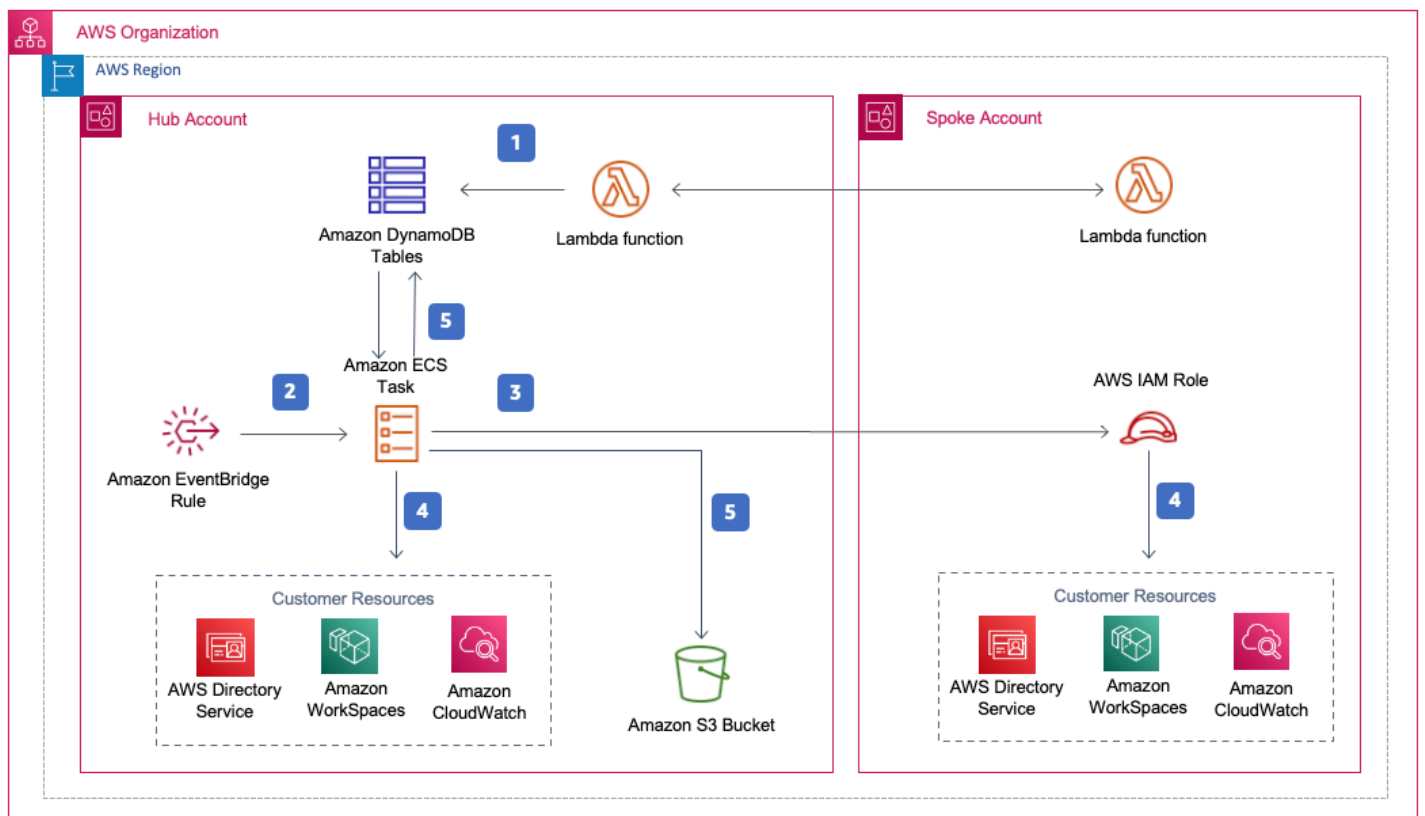 AWS Organization
AWS Region
Hub Account
Spoke Account
1
Amazon DynamoDB
Tables
Lambda function
Lambda function
5
Amazon ECS
Task
2
3
AWS IAM Role
Amazon EventBridge
Rule
4
5
4
Customer Resources
AWS Directory
Service
Amazon
WorkSpaces
Amazon
CloudWatch
Amazon S3 Bucket
Customer Resources
AWS Directory
Service
Amazon
WorkSpaces
Amazon
CloudWatch